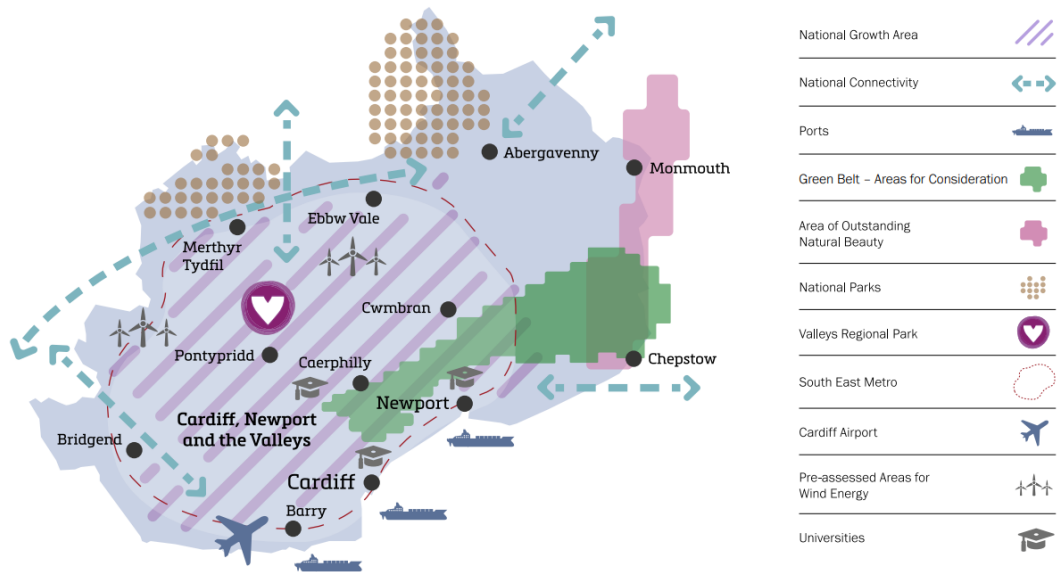 Abergavenny
Monmouth
Ebbw Vale
Merthyr
Tydfil
Cwmbran
Pontypridd
Caerphilly
Chepstow
Newport
Cardiff, Newport
and the Valleys
Bridgend
Cardiff
Barry
National Growth Area
National Connectivity
Ports
Green Belt – Areas for Consideration
Area of Outstanding
Natural Beauty
National Parks
Valleys Regional Park
South East Metro
Cardiff Airport
Pre-assessed Areas for
Wind Energy
Universities